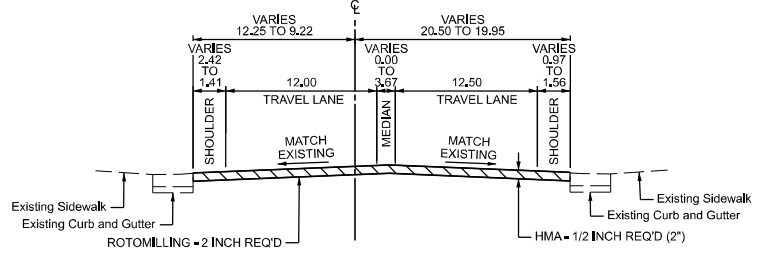 ℄
VARIES
12.25 TO 9.22
VARIES
20.50 TO 19.95
VARIES
2.42
TO
1.41
VARIES
0.00
TO
3.67
VARIES
0.97
TO
1.56
12.00
12.50
TRAVEL LANE
TRAVEL LANE
SHOULDER
MEDIAN
SHOULDER
MATCH
EXISTING
MATCH
EXISTING
Existing Sidewalk
Existing Curb and Gutter
ROTOMILLING - 2 INCH REQ'D
Existing Sidewalk
Existing Curb and Gutter
HMA - 1/2 INCH REQ'D (2")